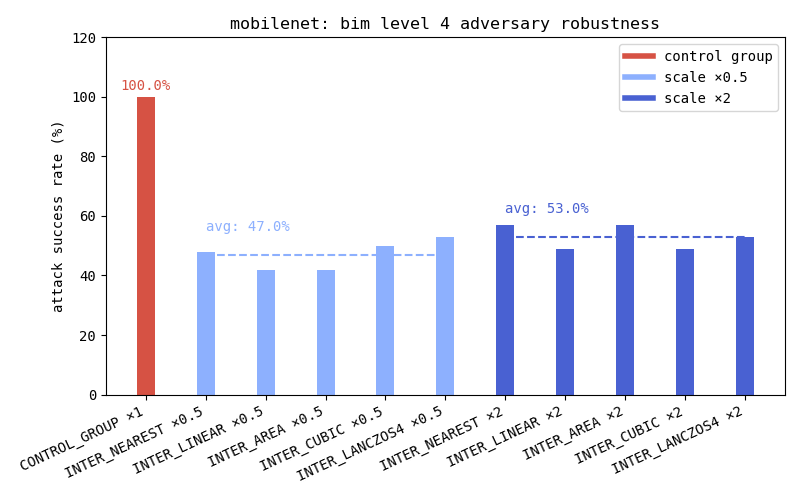 mobilenet: bim level 4 adversary robustness
120
100
80
60
40
20
0
attack success rate (%)
control group
scale ×0.5
scale ×2
100.0%
avg: 47.0%
avg: 53.0%
CONTROL_GROUP ×1
INTER_NEAREST ×0.5
INTER_LINEAR ×0.5
INTER_AREA ×0.5
INTER_CUBIC ×0.5
INTER_LANCZOS4 ×0.5
INTER_NEAREST ×2
INTER_LINEAR ×2
INTER_AREA ×2
INTER_CUBIC ×2
INTER_LANCZOS4 ×2